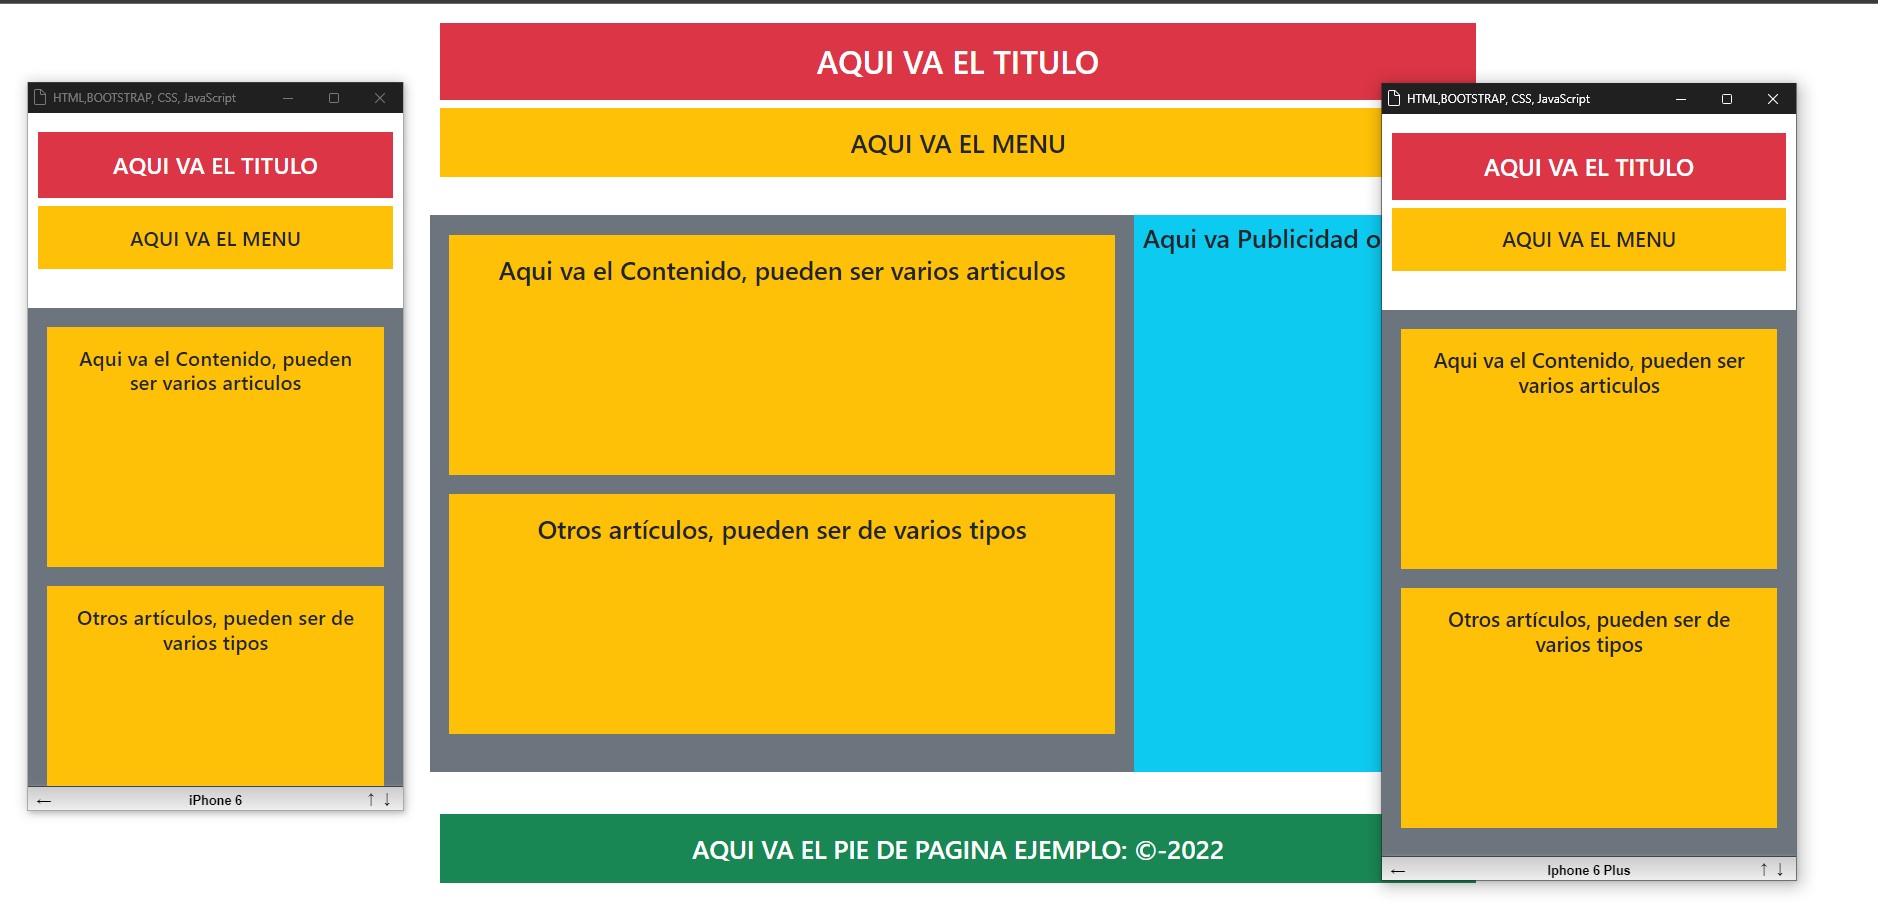 AQUI VA EL TITULO
AQUI VA EL MENU
Aqui va el Contenido, pueden ser varios articulos
Otros artículos, pueden ser de varios tipos
Aqui va Publicidad o
AQUI VA EL PIE DE PAGINA EJEMPLO: ©-2022
HTML,BOOTSTRAP, CSS, JavaScript
AQUI VA EL TITULO
AQUI VA EL MENU
Aqui va el Contenido, pueden
ser varios articulos
Otros artículos, pueden ser de
varios tipos
iPhone 6
HTML,BOOTSTRAP, CSS, JavaScript
AQUI VA EL TITULO
AQUI VA EL MENU
Aqui va el Contenido, pueden ser
varios articulos
Otros artículos, pueden ser de
varios tipos
Iphone 6 Plus